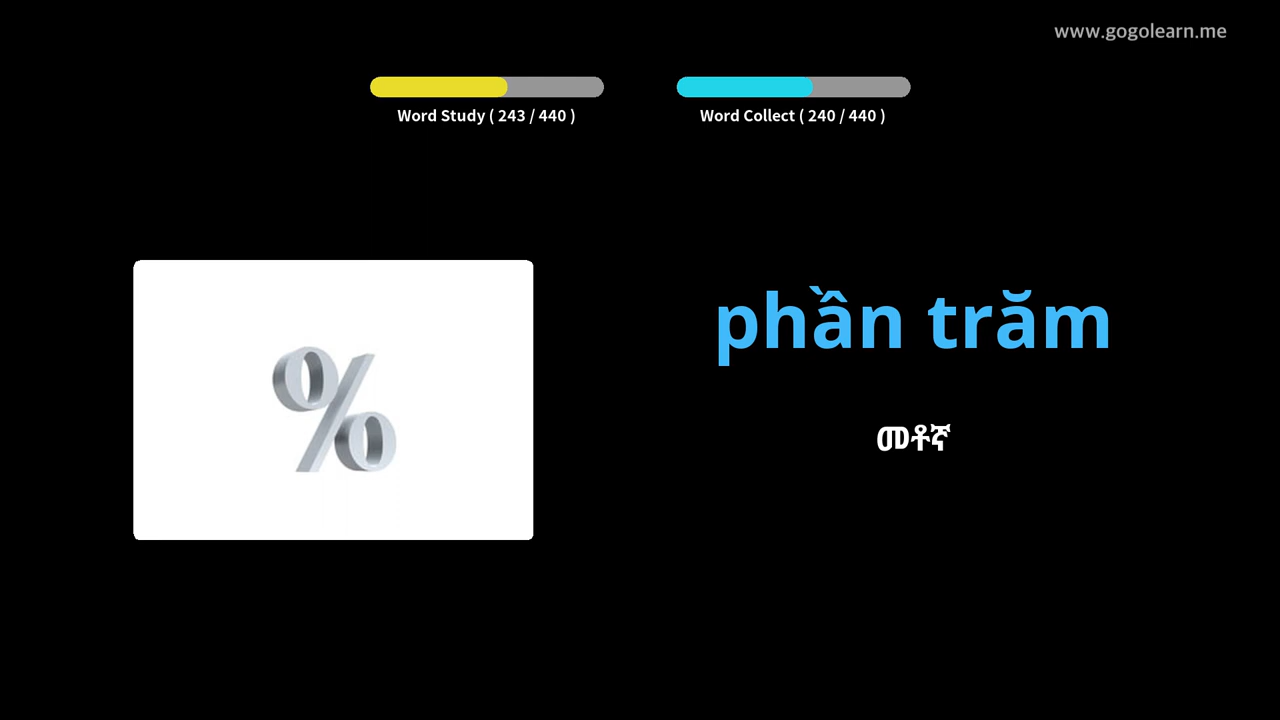 www.gogolearn.me
Word Study ( 243 / 440 )
Word Collect ( 240 / 440 )
%
phần trăm
መቶኛ